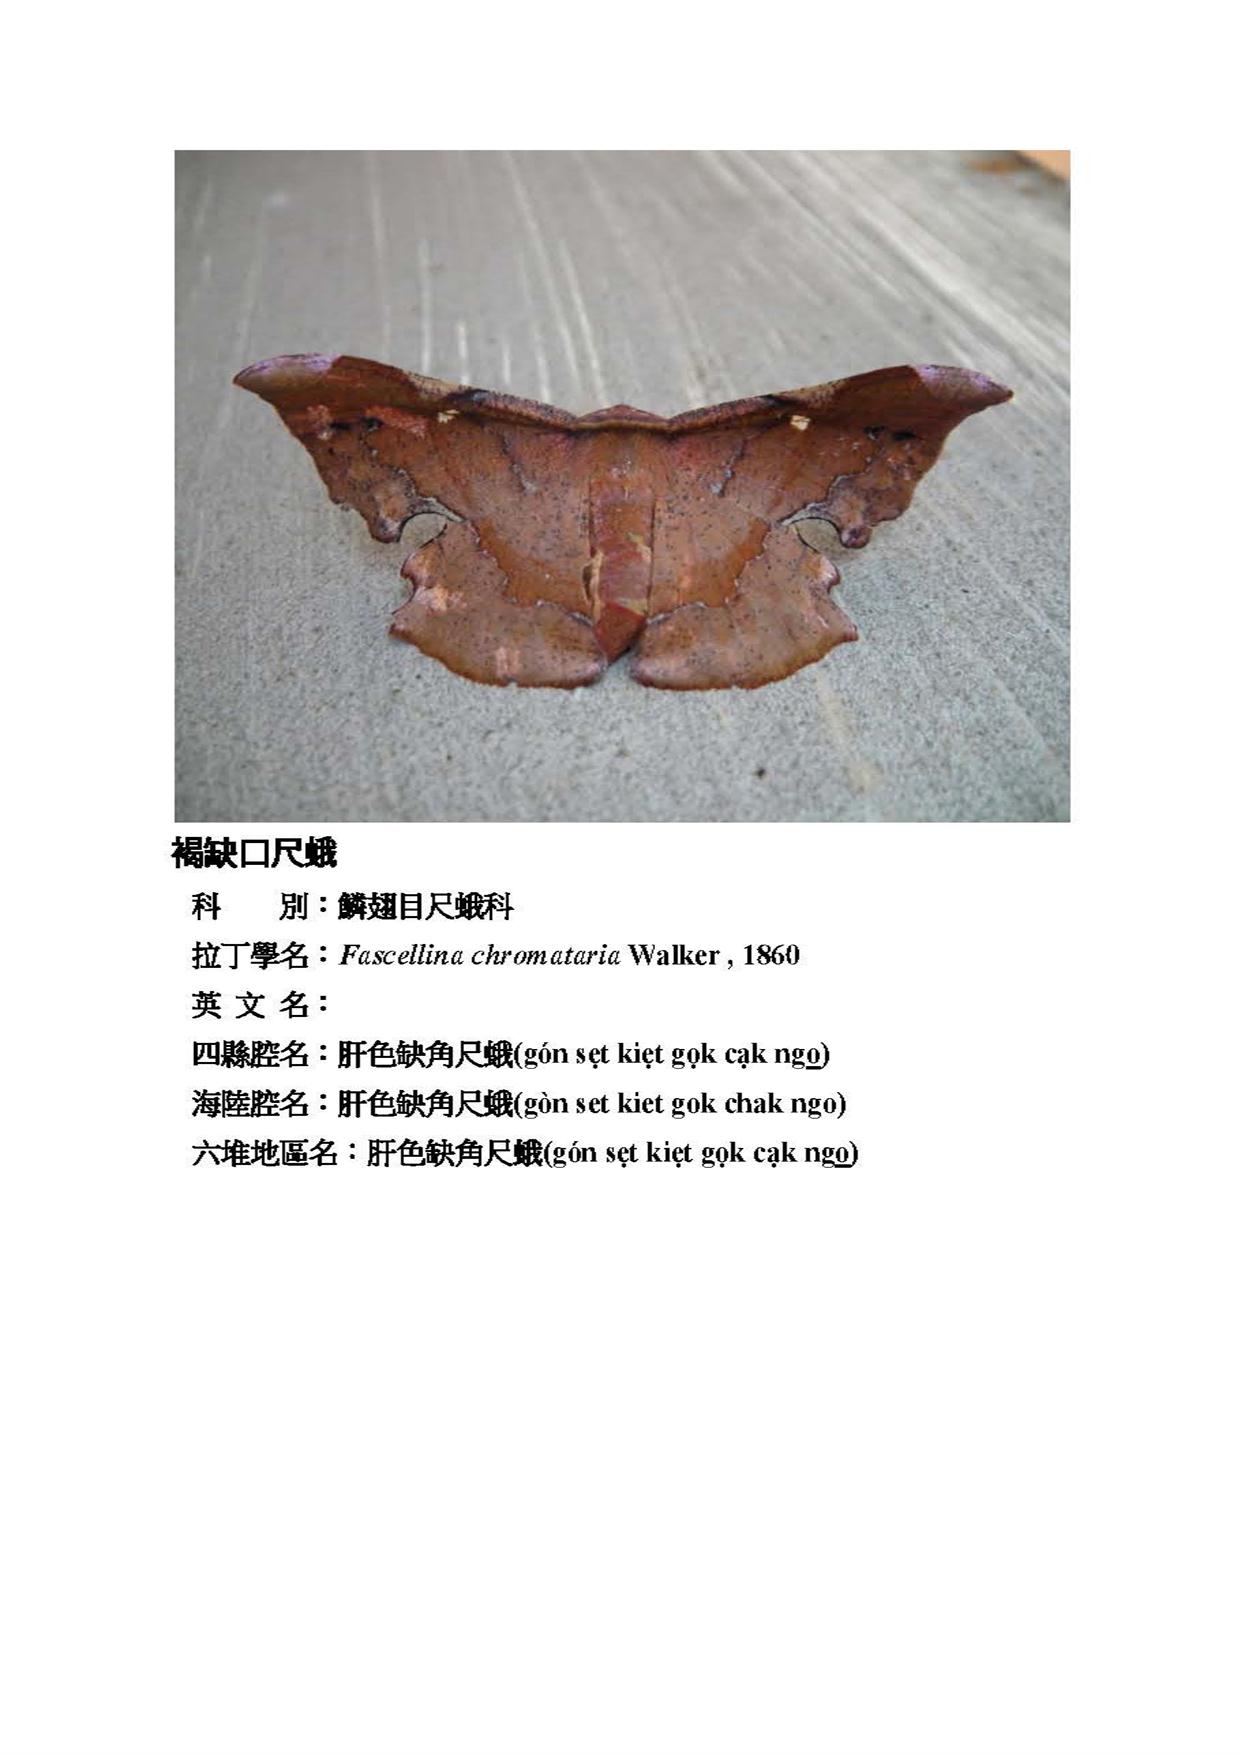 褐缺口尺蛾
科　　別：鱗翅目尺蛾科
拉丁學名：Fascellina chromataria Walker , 1860
英 文 名：
四縣腔名：肝色缺角尺蛾(gón sẹt kiẹt gọk cạk ngo̲)
海陸腔名：肝色缺角尺蛾(gòn set kiet gok chak ngo)
六堆地區名：肝色缺角尺蛾(gón sẹt kiẹt gọk cạk ngo̲)